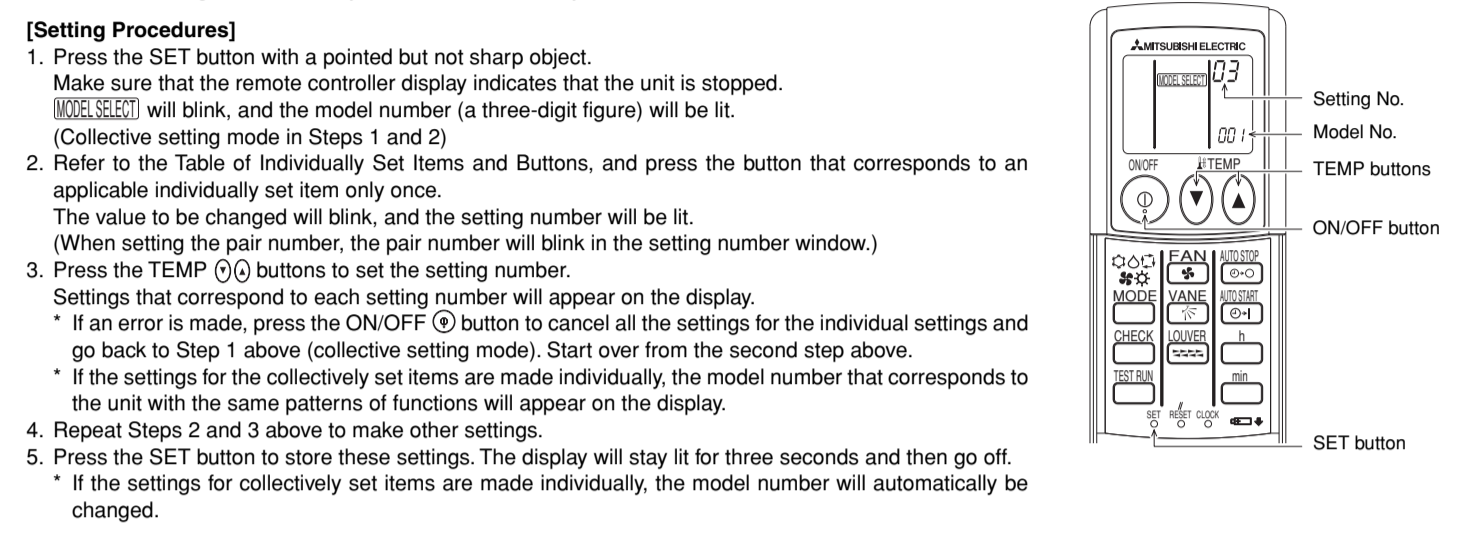 [Setting Procedures]
1. Press the SET button with a pointed but not sharp object.
Make sure that the remote controller display indicates that the unit is stopped.
MODEL SELECT will blink, and the model number (a three-digit figure) will be lit.
(Collective setting mode in Steps 1 and 2)
2. Refer to the Table of Individually Set Items and Buttons, and press the button that corresponds to an
applicable individually set item only once.
The value to be changed will blink, and the setting number will be lit.
(When setting the pair number, the pair number will blink in the setting number window.)
3. Press the TEMP buttons to set the setting number.
Settings that correspond to each setting number will appear on the display.
* If an error is made, press the ON/OFF button to cancel all the settings for the individual settings and
go back to Step 1 above (collective setting mode). Start over from the second step above.
* If the settings for the collectively set items are made individually, the model number that corresponds to
the unit with the same patterns of functions will appear on the display.
4. Repeat Steps 2 and 3 above to make other settings.
5. Press the SET button to store these settings. The display will stay lit for three seconds and then go off.
* If the settings for collectively set items are made individually, the model number will automatically be
changed.
MITSUBISHI ELECTRIC
MODEL SELECT 03
001
ON/OFF TEMP
FAN AUTO STOP
MODE VANE AUTO START
CHECK LOUVER h
TEST RUN min
SET RESET CLOCK
Setting No.
Model No.
TEMP buttons
ON/OFF button
SET button